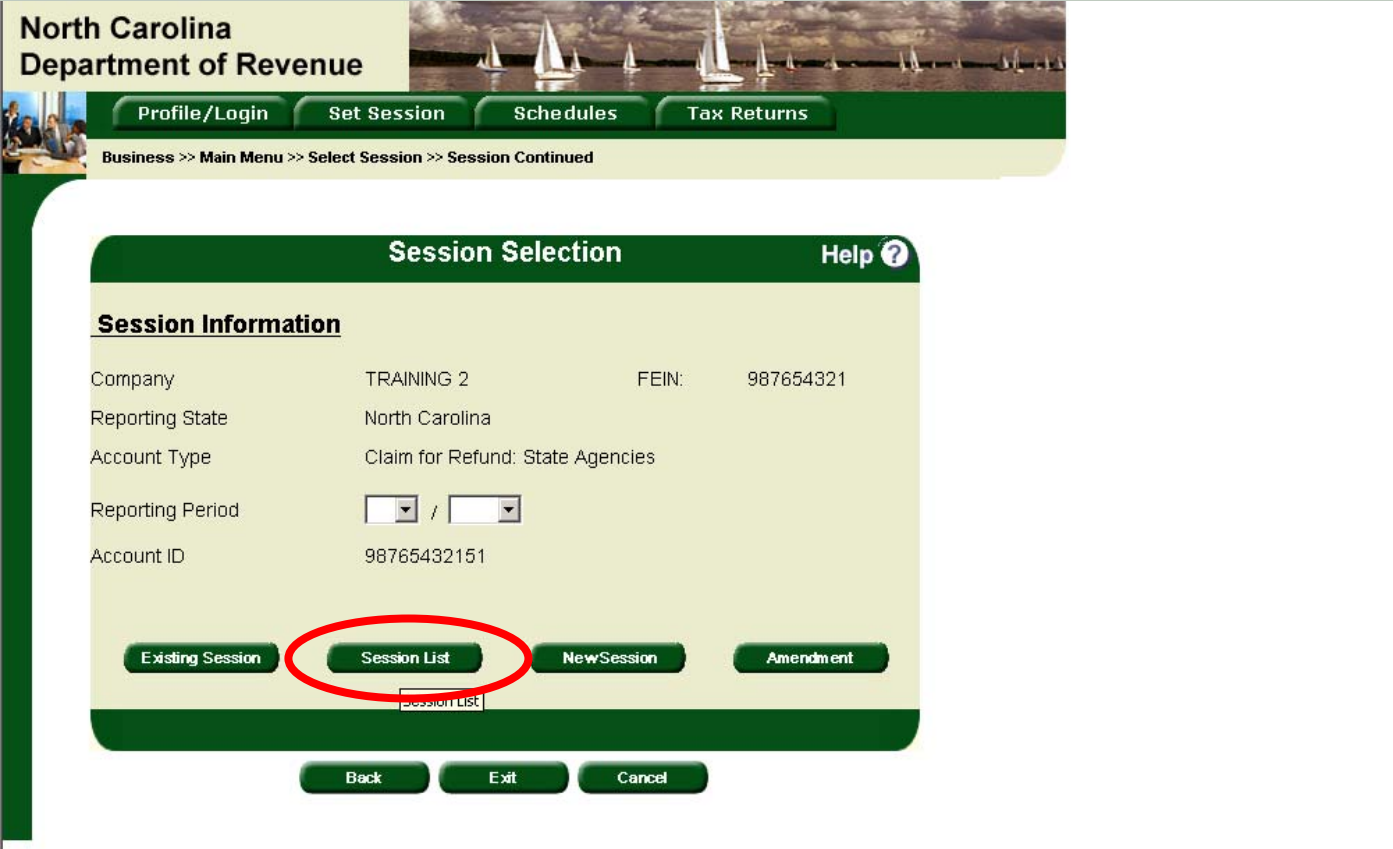 North Carolina
Department of Revenue
Profile/Login Set Session Schedules Tax Returns
Business >> Main Menu >> Select Session >> Session Continued
Session Selection Help ?
Session Information
Company TRAINING 2 FEIN: 987654321
Reporting State North Carolina
Account Type Claim for Refund: State Agencies
Reporting Period /
Account ID 98765432151
Existing Session Session List NewSession Amendment
Session List
Back Exit Cancel